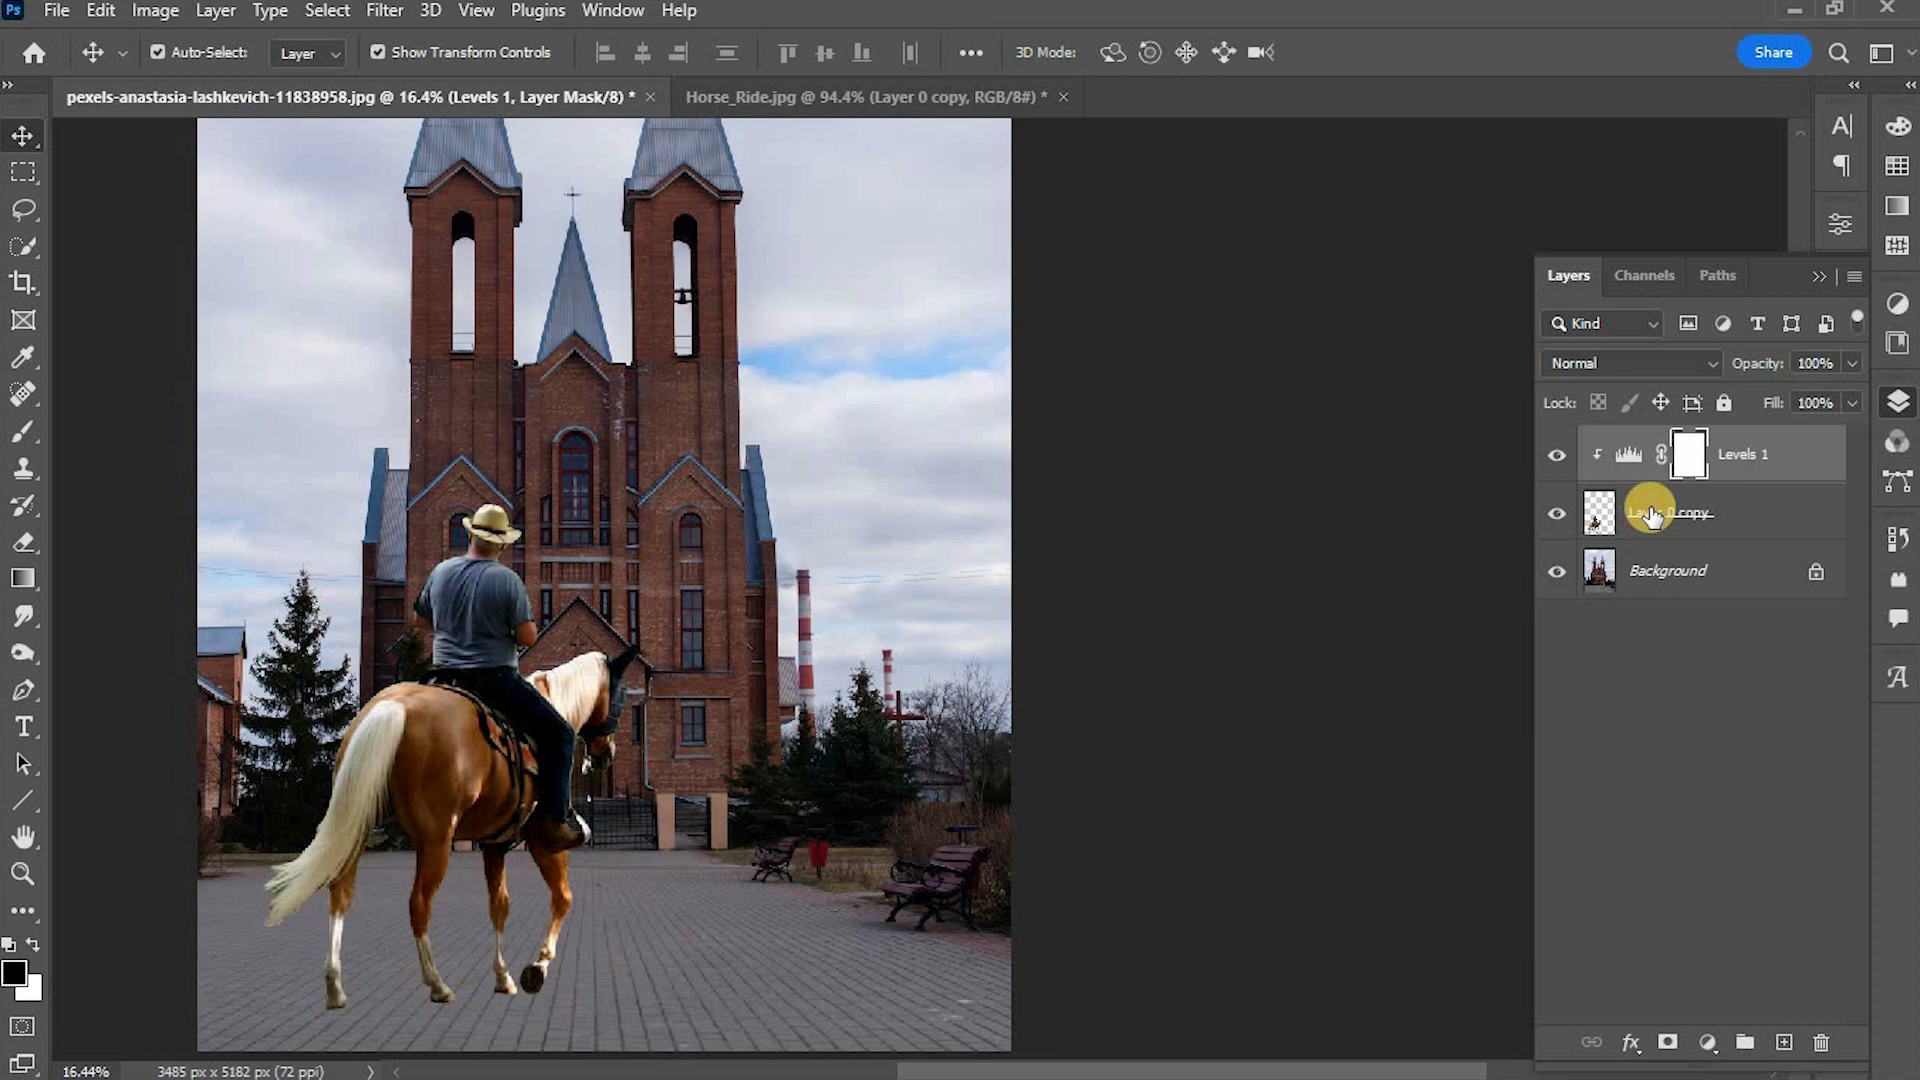 Ps File Edit Image Layer Type Select Filter 3D View Plugins Window Help
Auto-Select: Layer Show Transform Controls 3D Mode: Share
pexels-anastasia-lashkevich-11838958.jpg @ 16.4% (Levels 1, Layer Mask/8) *
Horse_Ride.jpg @ 94.4% (Layer 0 copy, RGB/8#) *
Layers Channels Paths
Kind
Normal Opacity: 100%
Lock: Fill: 100%
Levels 1
Layer 0 copy
Background
16.44% 3485 px x 5182 px (72 ppi)